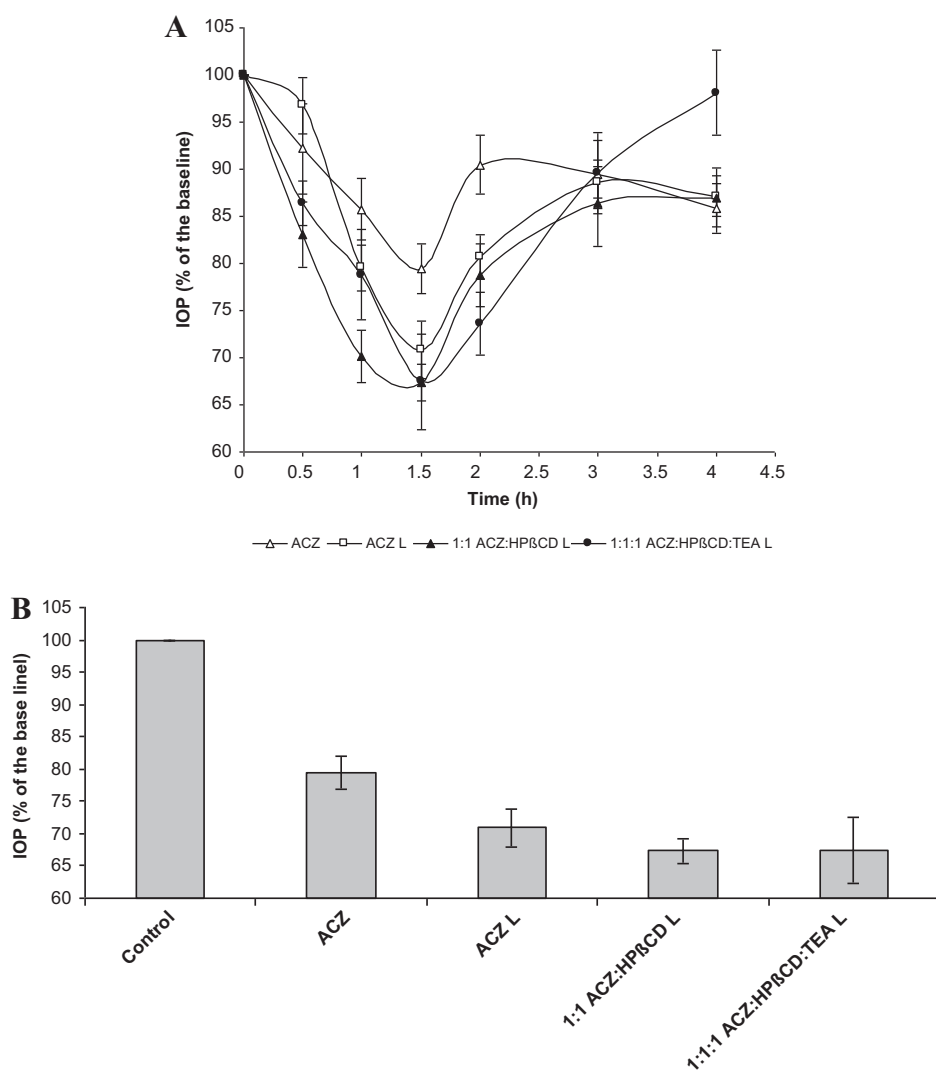 A
105
100
95
90
85
80
75
70
65
60
IOP (% of the baseline)
0 0.5 1 1.5 2 2.5 3 3.5 4 4.5
Time (h)
ACZ ACZ L 1:1 ACZ:HPßCD L 1:1:1 ACZ:HPßCD:TEA L
B
105
100
95
90
85
80
75
70
65
60
IOP (% of the base linel)
Control
ACZ
ACZ L
1:1 ACZ:HPßCD L
1:1:1 ACZ:HPßCD:TEA L